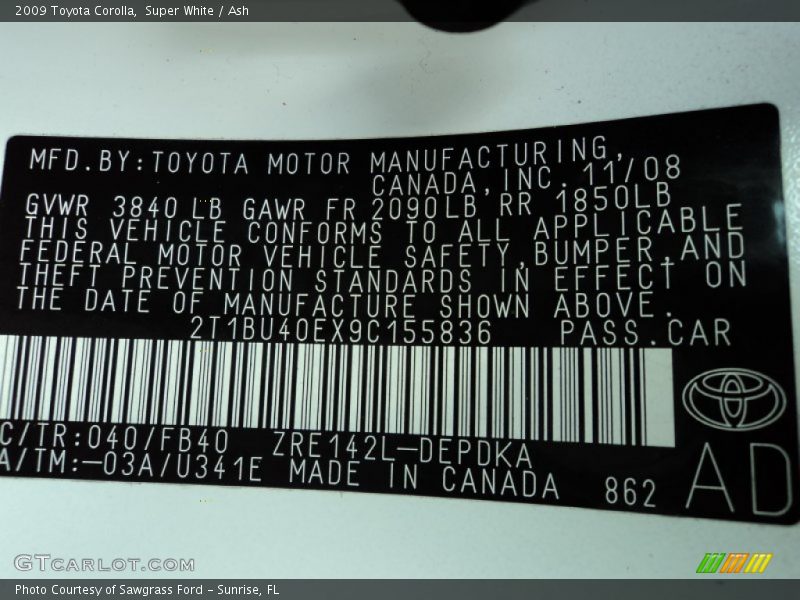 2009 Toyota Corolla,  Super White / Ash
MFD.BY:TOYOTA MOTOR MANUFACTURING,
CANADA,INC. 11/08
GVWR 3840 LB GAWR FR 2090LB RR 1850LB
THIS VEHICLE CONFORMS TO ALL APPLICABLE
FEDERAL MOTOR VEHICLE SAFETY,BUMPER,AND
THEFT PREVENTION STANDARDS IN EFFECT ON
THE DATE OF MANUFACTURE SHOWN ABOVE.
2T1BU40EX9C155836 PASS.CAR
C/TR:040/FB40 ZRE142L-DEPDKA
A/TM:-03A/U341E MADE IN CANADA 862 AD
GTCARLOT.COM
Photo Courtesy of Sawgrass Ford - Sunrise, FL